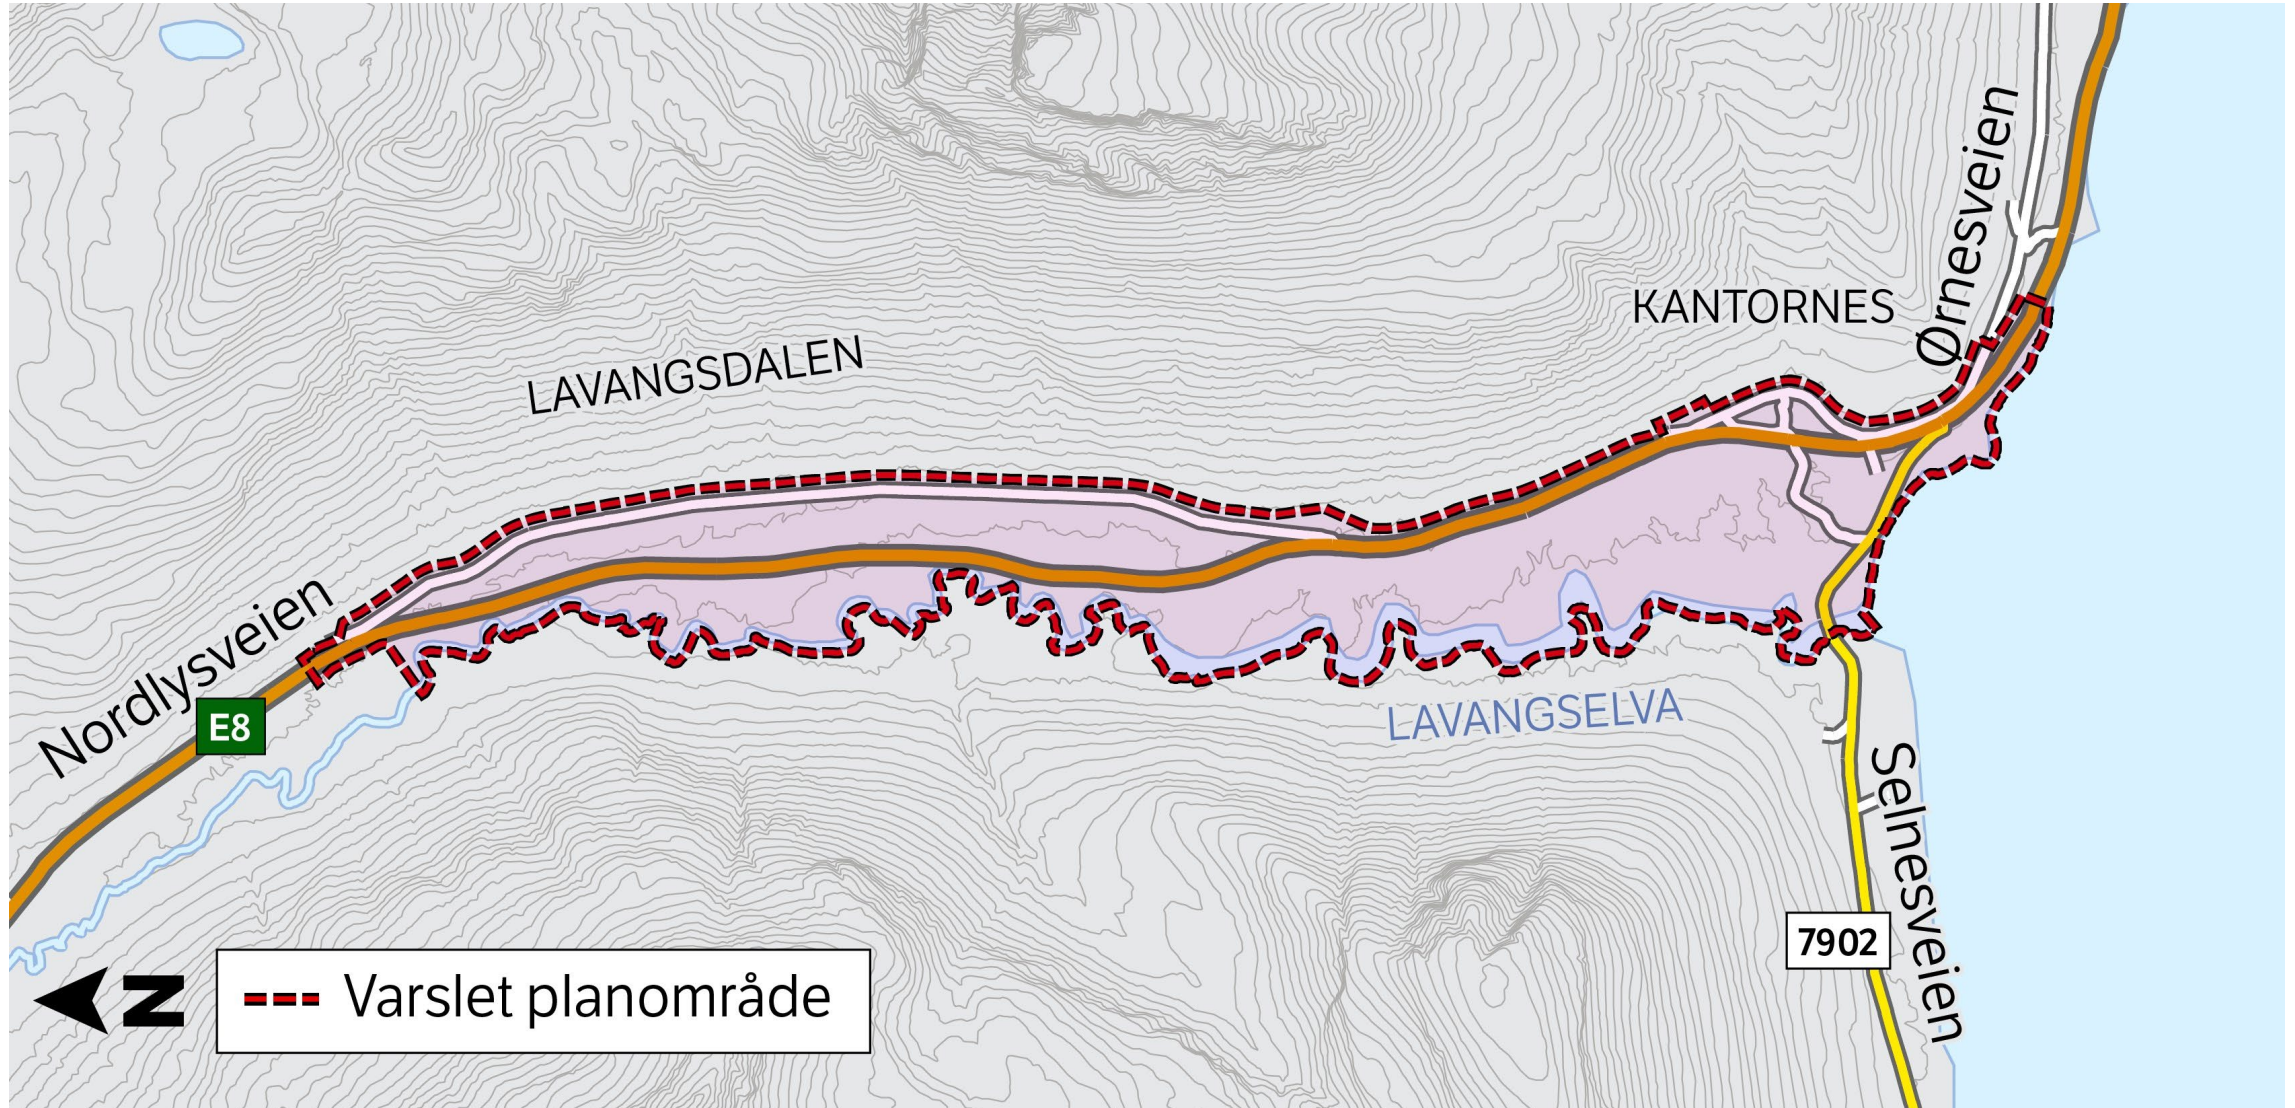 Ørnesveien
KANTORNES
LAVANGSDALEN
Nordlysveien
E8
LAVANGSELVA
Selnesveien
7902
N
Varslet planområde